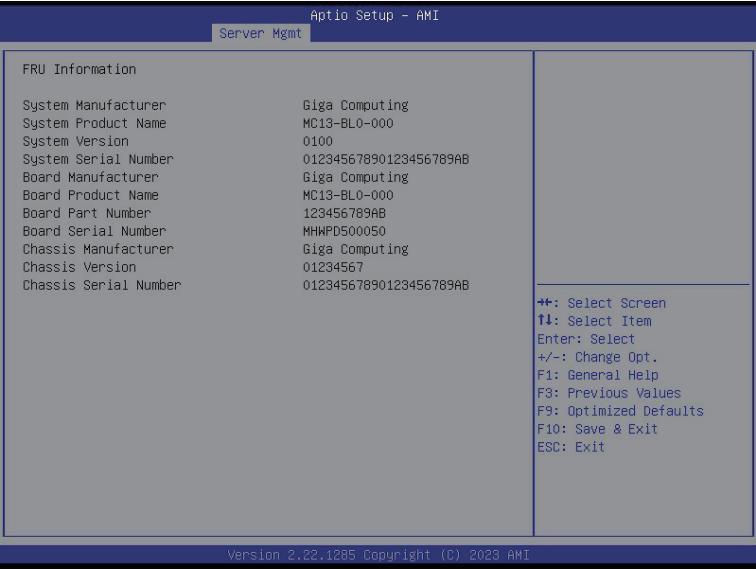 Aptio Setup – AMI
Server Mgmt
FRU Information
System Manufacturer Giga Computing
System Product Name MC13-BL0-000
System Version 0100
System Serial Number 01234567890123456789AB
Board Manufacturer Giga Computing
Board Product Name MC13-BL0-000
Board Part Number 123456789AB
Board Serial Number MHWPD500050
Chassis Manufacturer Giga Computing
Chassis Version 01234567
Chassis Serial Number 01234567890123456789AB
→←: Select Screen
↑↓: Select Item
Enter: Select
+/-: Change Opt.
F1: General Help
F3: Previous Values
F9: Optimized Defaults
F10: Save & Exit
ESC: Exit
Version 2.22.1285 Copyright (C) 2023 AMI